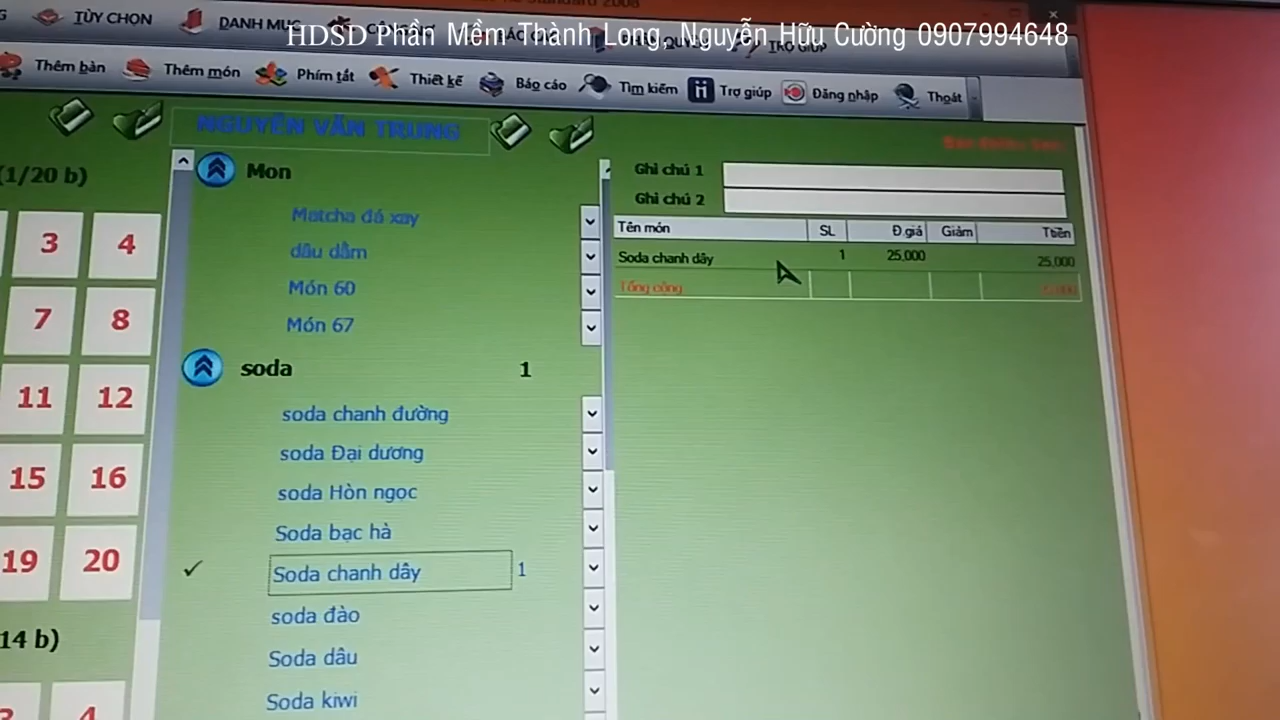 TÙY CHỌN
DANH MỤC
HDSD Phần Mềm Thành Long, Nguyễn Hữu Cường 0907994648
TRỢ GIÚP
Thêm bàn
Thêm món
Phím tắt
Thiết kế
Báo cáo
Tìm kiếm
Trợ giúp
Đăng nhập
Thoát
NGUYỄN VĂN TRUNG
(1/20 b)
3
4
7
8
11
12
15
16
19
20
14 b)
4
Mon
Matcha đá xay
dâu dầm
Món 60
Món 67
soda 1
soda chanh đường
soda Đại dương
soda Hòn ngọc
Soda bạc hà
Soda chanh dây 1
soda đào
Soda dâu
Soda kiwi
Ghi chú 1
Ghi chú 2
Tên món SL Đ.giá Giảm Ttiền
Soda chanh dây 1 25,000 25,000
Tổng cộng